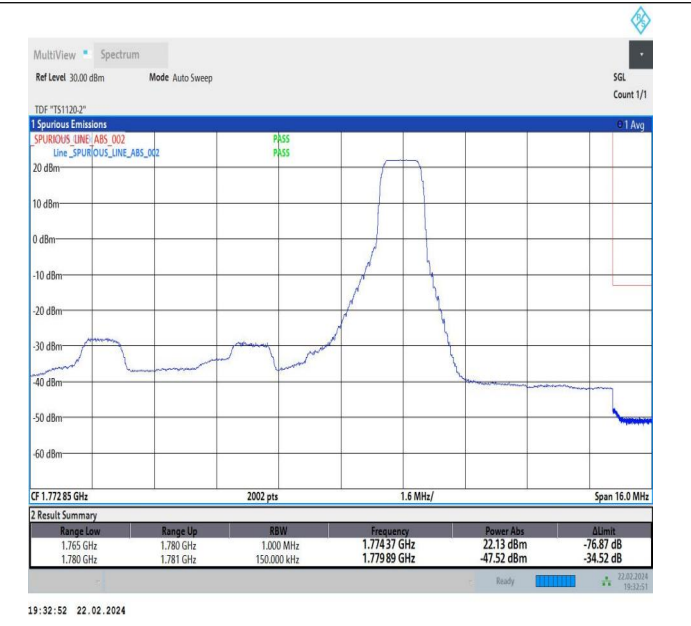 R S
MultiView Spectrum
Ref Level 30.00 dBm Mode Auto Sweep SGL
Count 1/1
TDF "TS1120-2"
1 Spurious Emissions 1 Avg
_SPURIOUS_LINE_ABS_002 PASS
Line _SPURIOUS_LINE_ABS_002 PASS
20 dBm
10 dBm
0 dBm
-10 dBm
-20 dBm
-30 dBm
-40 dBm
-50 dBm
-60 dBm
CF 1.772 85 GHz 2002 pts 1.6 MHz/ Span 16.0 MHz
2 Result Summary
Range Low Range Up RBW Frequency Power Abs ΔLimit
1.765 GHz 1.780 GHz 1.000 MHz 1.774 37 GHz 22.13 dBm -76.87 dB
1.780 GHz 1.781 GHz 150.000 kHz 1.779 89 GHz -47.52 dBm -34.52 dB
Ready 22.02.2024
19:32:51
19:32:52 22.02.2024